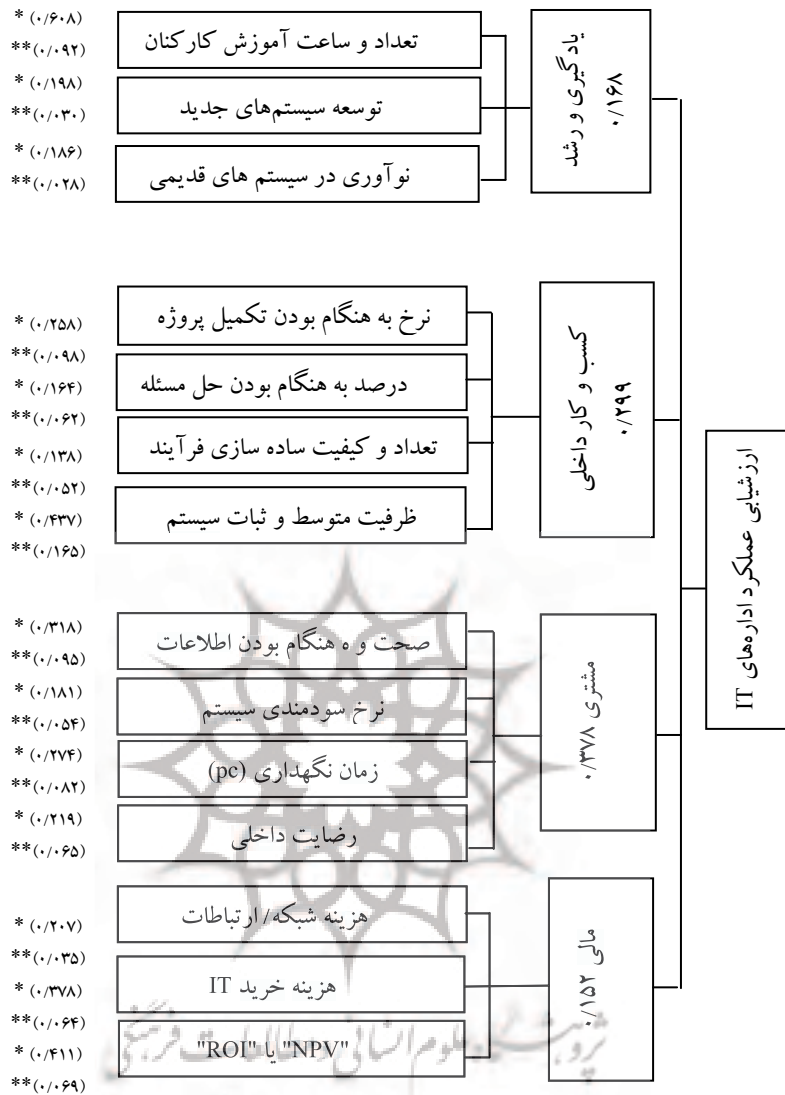 ارزشیابی عملکرد اداره‌های IT
یادگیری و رشد
۰/۱۶۸
تعداد و ساعت آموزش کارکنان
* (۰/۶۰۸)
**(۰/۰۹۲)
توسعه سیستم‌های جدید
* (۰/۱۹۸)
**(۰/۰۳۰)
نوآوری در سیستم های قدیمی
* (۰/۱۸۶)
**(۰/۰۲۸)
کسب و کار داخلی
۰/۲۹۹
نرخ به هنگام بودن تکمیل پروژه
* (۰/۲۵۸)
**(۰/۰۹۸)
درصد به هنگام بودن حل مسئله
* (۰/۱۶۴)
**(۰/۰۶۲)
تعداد و کیفیت ساده سازی فرآیند
* (۰/۱۳۸)
**(۰/۰۵۲)
ظرفیت متوسط و ثبات سیستم
* (۰/۴۳۷)
**(۰/۱۶۵)
مشتری ۰/۳۷۸
صحت و ه هنگام بودن اطلاعات
* (۰/۳۱۸)
**(۰/۰۹۵)
نرخ سودمندی سیستم
* (۰/۱۸۱)
**(۰/۰۵۴)
زمان نگهداری (pc)
* (۰/۲۷۴)
**(۰/۰۸۲)
رضایت داخلی
* (۰/۲۱۹)
**(۰/۰۶۵)
مالی ۰/۱۵۲
هزینه شبکه/ ارتباطات
* (۰/۲۰۷)
**(۰/۰۳۵)
هزینه خرید IT
* (۰/۳۷۸)
**(۰/۰۶۴)
"NPV" یا "ROI"
* (۰/۴۱۱)
**(۰/۰۶۹)